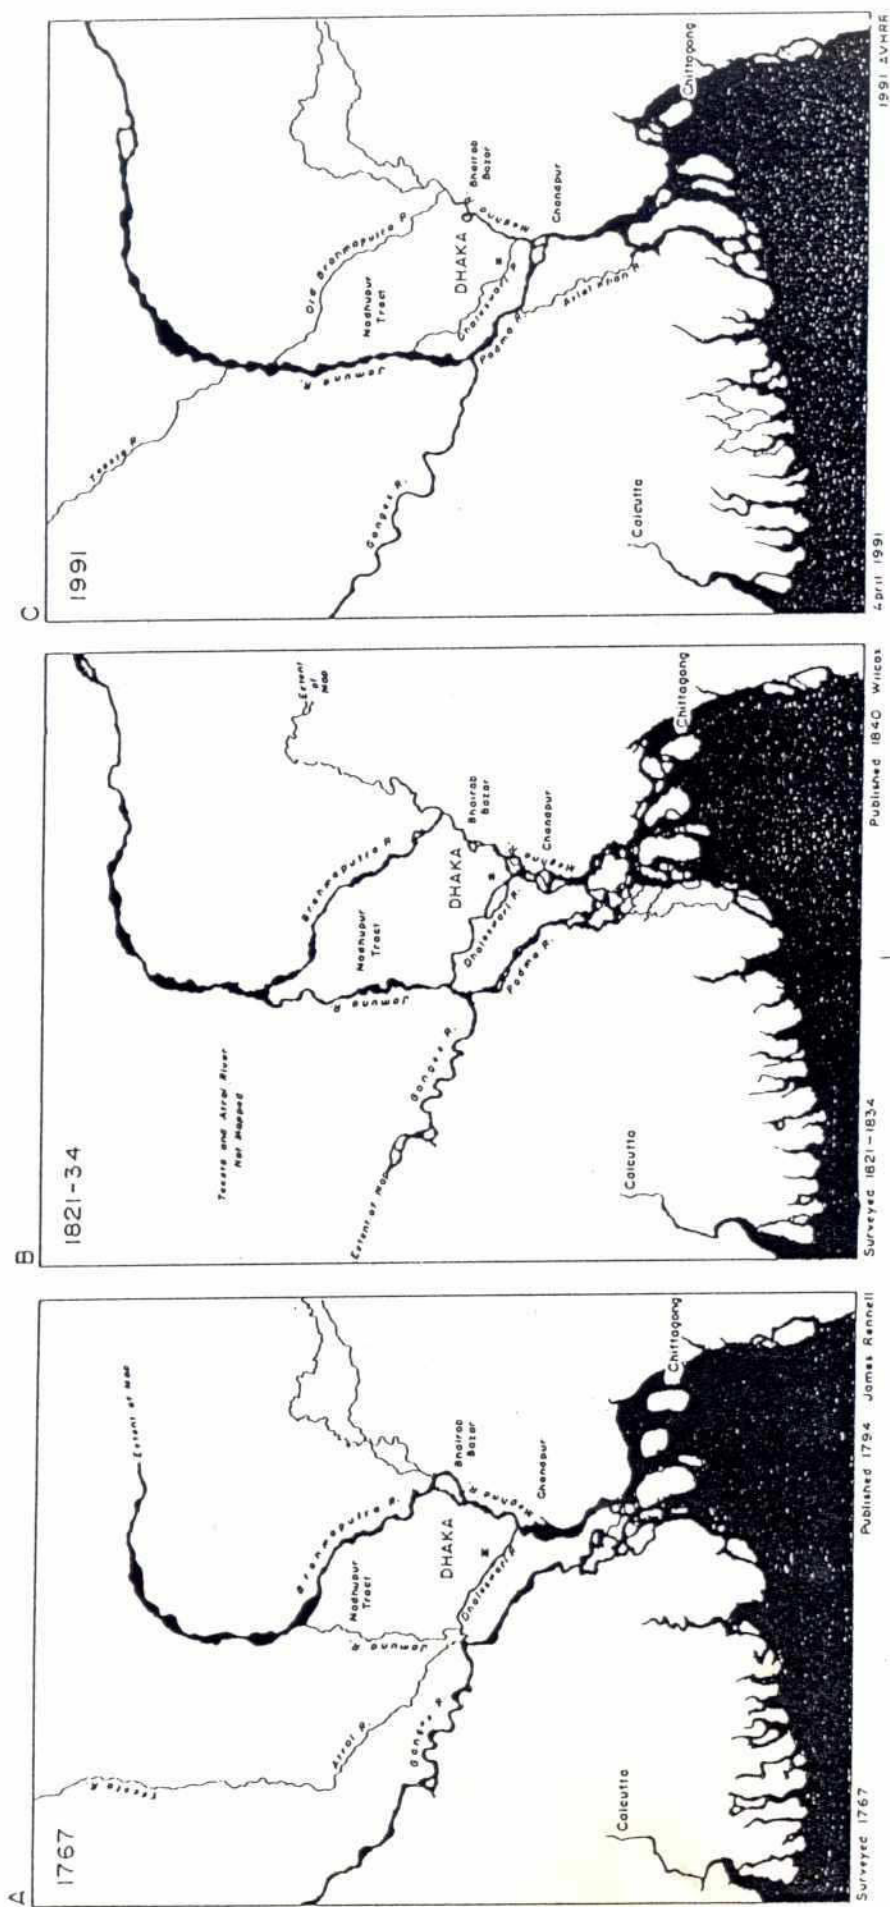 A
1767
Extent of Map
Teesta R.
Brahmaputra R.
Madhupur
Tract
Jamuna R.
Atrai R.
Bhairab
Bazar
DHAKA
Meghna R.
Dhaleswari R.
Ganges R.
Chandpur
Calcutta
Chittagong
Surveyed 1767
Published 1794 James Rennell
B
1821-34
Extent
of
Map
Teesta and Atrai River
Not Mapped
Brahmaputra R.
Madhupur
Tract
Jamuna R.
Bhairab
Bazar
DHAKA
Dhaleswari R.
Meghna R.
Chandpur
Ganges R.
Padma R.
Extent of Map
Calcutta
Chittagong
Surveyed 1821-1834
Published 1840 Wilcox
C
1991
Teesta R.
Old Brahmaputra R.
Madhupur
Tract
Jamuna R.
Bhairab
Bazar
DHAKA
Meghna R.
Dhaleswari R.
Chandpur
Padma R.
Ganges R.
Arial Khan R.
Calcutta
Chittagong
April 1991
1991 AVHRR